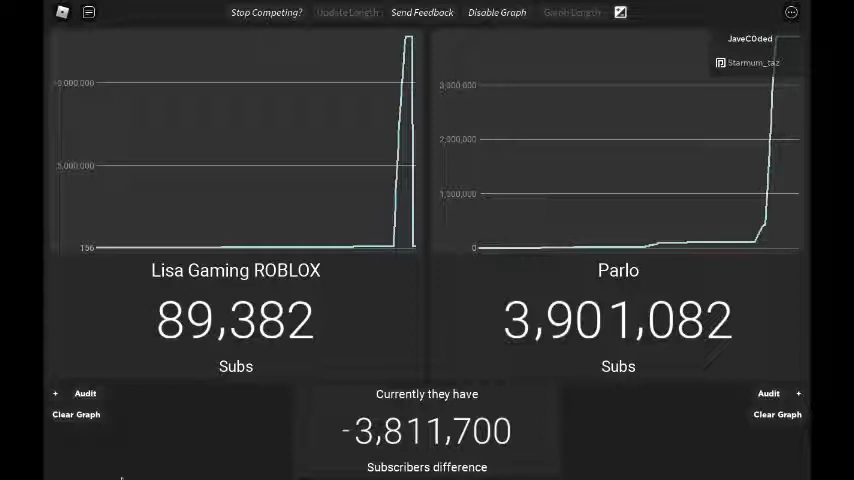 Stop Competing? Update Length Send Feedback Disable Graph Graph Length
JaveC0ded
Starmum_taz
5,000,000
156
3,000,000
2,000,000
1,000,000
0
Lisa Gaming ROBLOX
89,382
Subs
Parlo
3,901,082
Subs
+ Audit
Clear Graph
Currently they have
-3,811,700
Subscribers difference
Audit +
Clear Graph